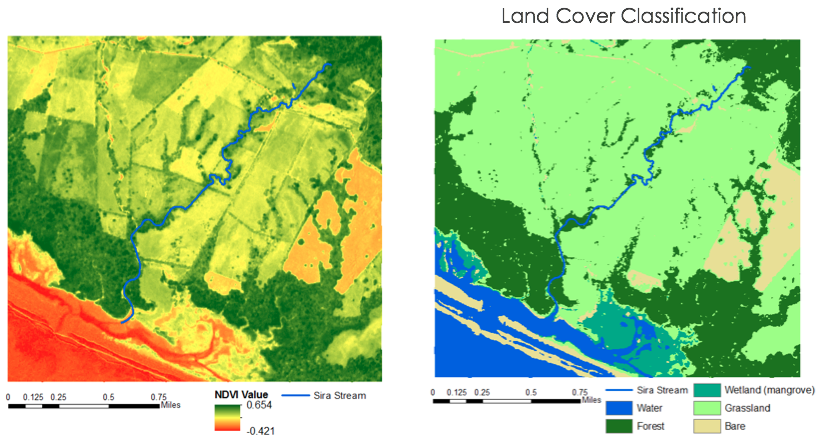 Land Cover Classification
0 0.125 0.25 0.5 0.75
Miles
NDVI Value
0.654
-0.421
Sira Stream
0 0.125 0.25 0.5 0.75
Miles
Sira Stream
Water
Forest
Wetland (mangrove)
Grassland
Bare